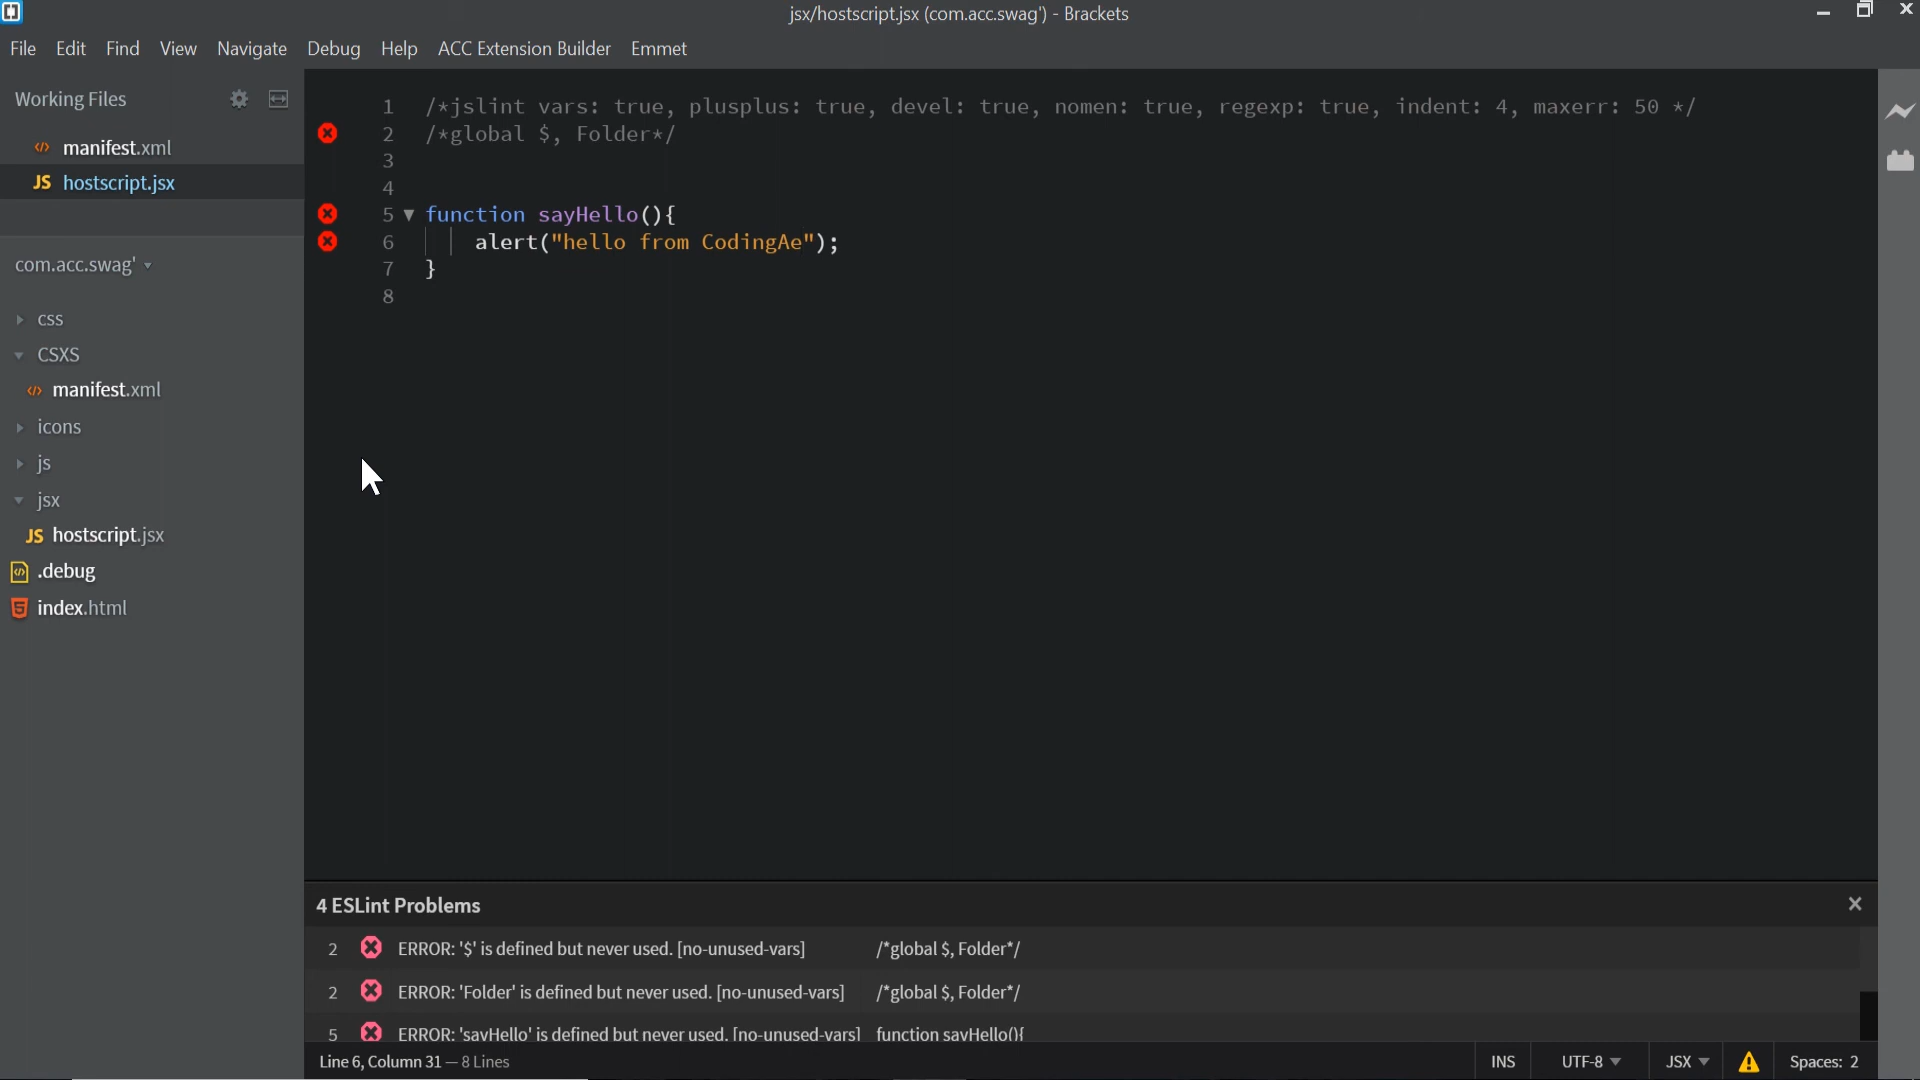 jsx/hostscript.jsx (com.acc.swag') - Brackets
File Edit Find View Navigate Debug Help ACC Extension Builder Emmet
Working Files
manifest.xml
JS hostscript.jsx
com.acc.swag'
css
CSXS
manifest.xml
icons
js
jsx
JS hostscript.jsx
.debug
index.html
1 /*jslint vars: true, plusplus: true, devel: true, nomen: true, regexp: true, indent: 4, maxerr: 50 */
2 /*global $, Folder*/
3
4
5 function sayHello(){
6 alert("hello from CodingAe");
7 }
8
4 ESLint Problems
2 ERROR: '$' is defined but never used. [no-unused-vars] /*global $, Folder*/
2 ERROR: 'Folder' is defined but never used. [no-unused-vars] /*global $, Folder*/
5 ERROR: 'sayHello' is defined but never used. [no-unused-vars] function sayHello(){
Line 6, Column 31 — 8 Lines
INS UTF-8 JSX Spaces: 2